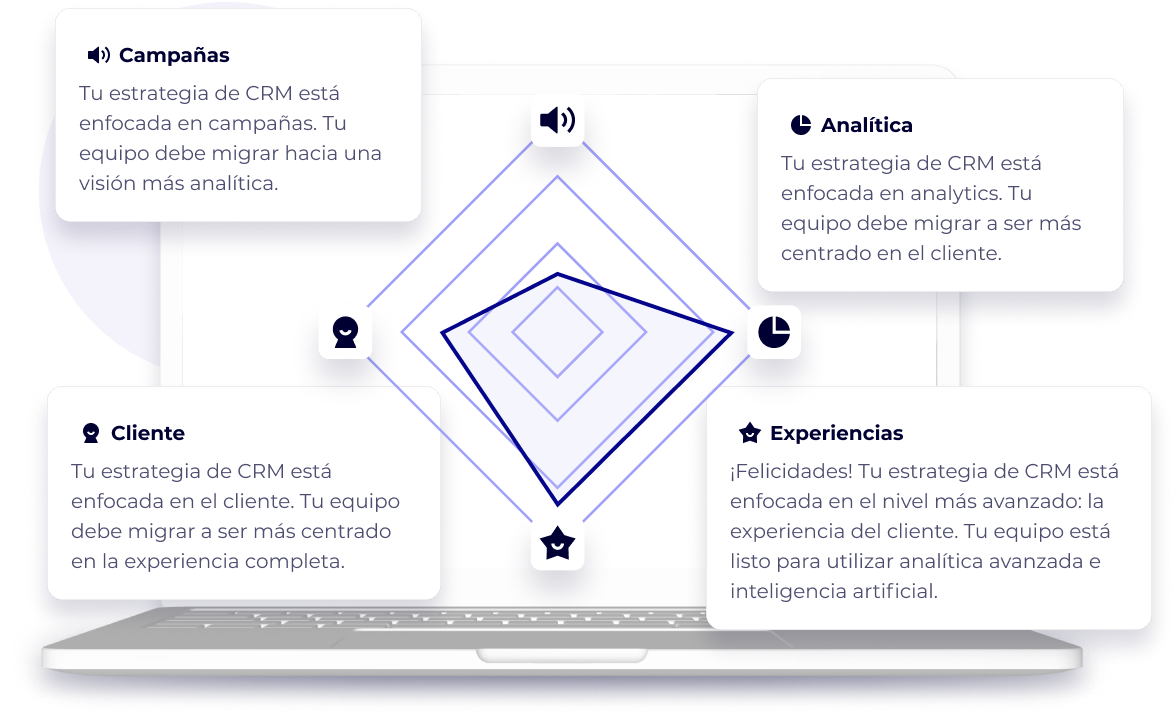 Campañas
Tu estrategia de CRM está
enfocada en campañas. Tu
equipo debe migrar hacia una
visión más analítica.
Analítica
Tu estrategia de CRM está
enfocada en analytics. Tu
equipo debe migrar a ser más
centrado en el cliente.
Cliente
Tu estrategia de CRM está
enfocada en el cliente. Tu equipo
debe migrar a ser más centrado
en la experiencia completa.
Experiencias
¡Felicidades! Tu estrategia de CRM está
enfocada en el nivel más avanzado: la
experiencia del cliente. Tu equipo está
listo para utilizar analítica avanzada e
inteligencia artificial.